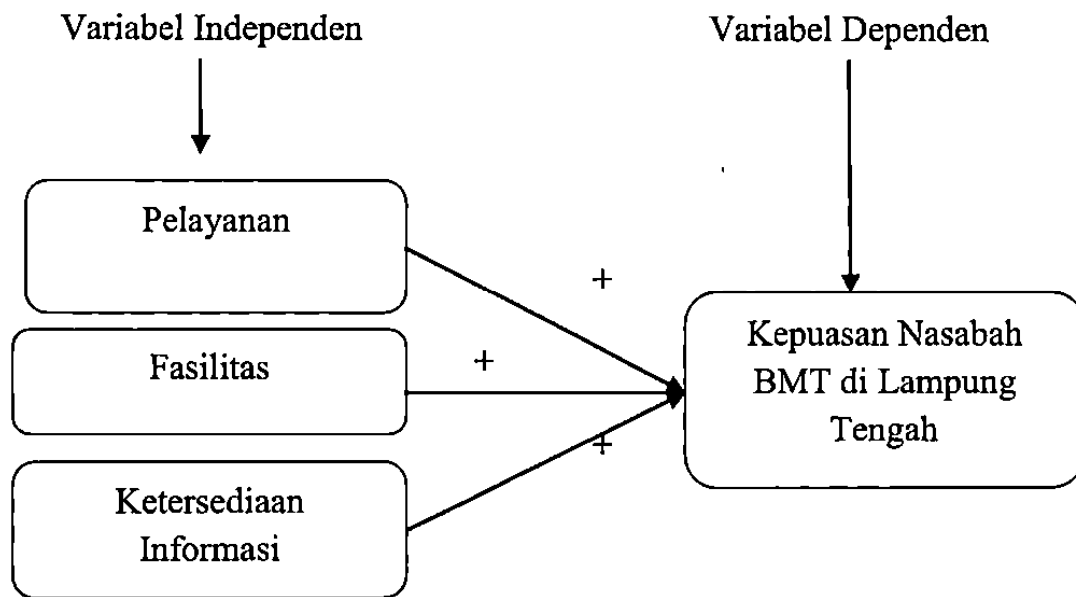 Variabel Independen
Variabel Dependen
Pelayanan
+
Kepuasan Nasabah
BMT di Lampung
Tengah
Fasilitas
+
+
Ketersediaan
Informasi